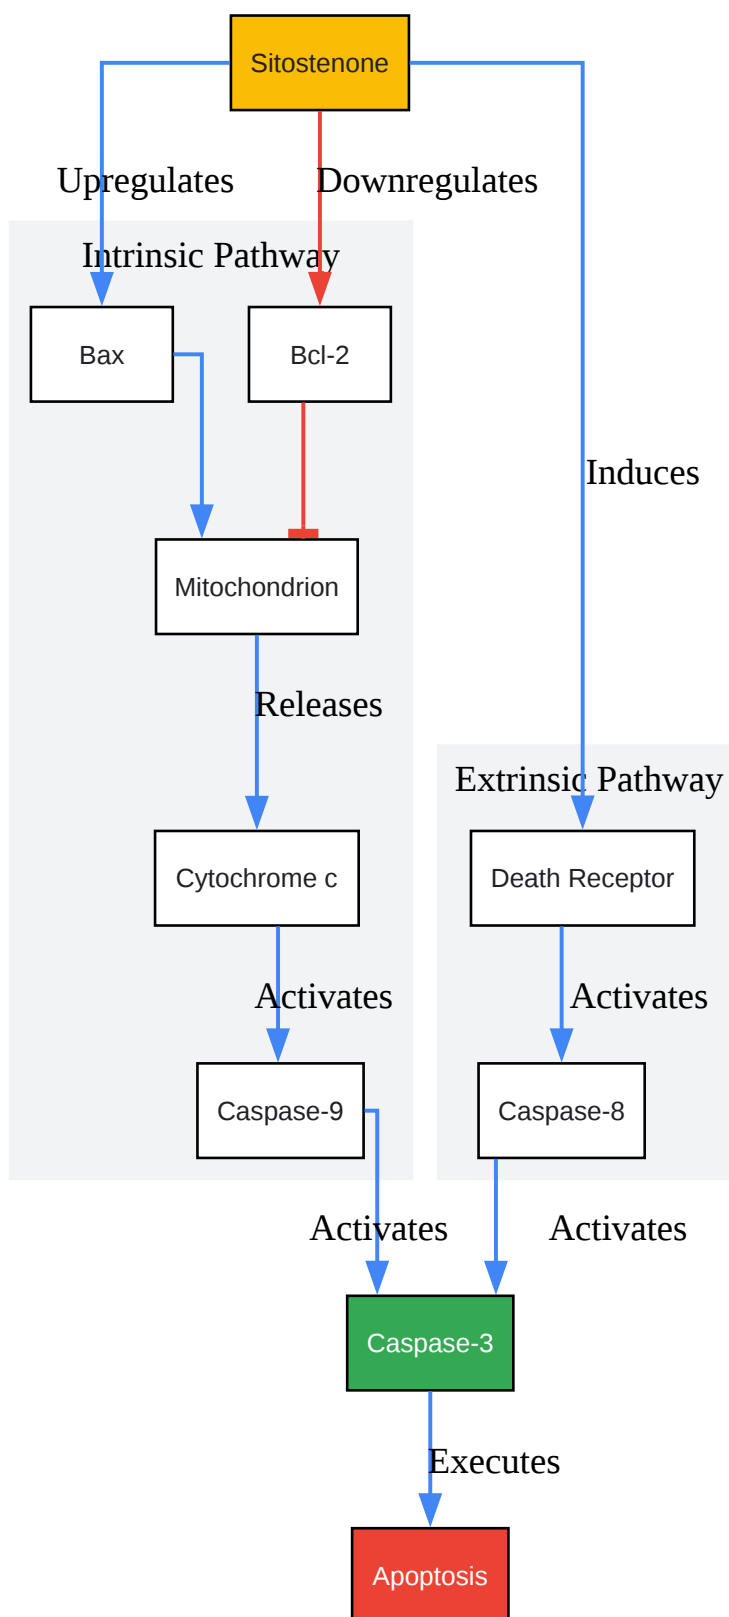 Sitostenone
Upregulates
Downregulates
Intrinsic Pathway
Bax
Bcl-2
Induces
Mitochondrion
Releases
Extrinsic Pathway
Cytochrome c
Death Receptor
Activates
Activates
Caspase-9
Caspase-8
Activates
Activates
Caspase-3
Executes
Apoptosis